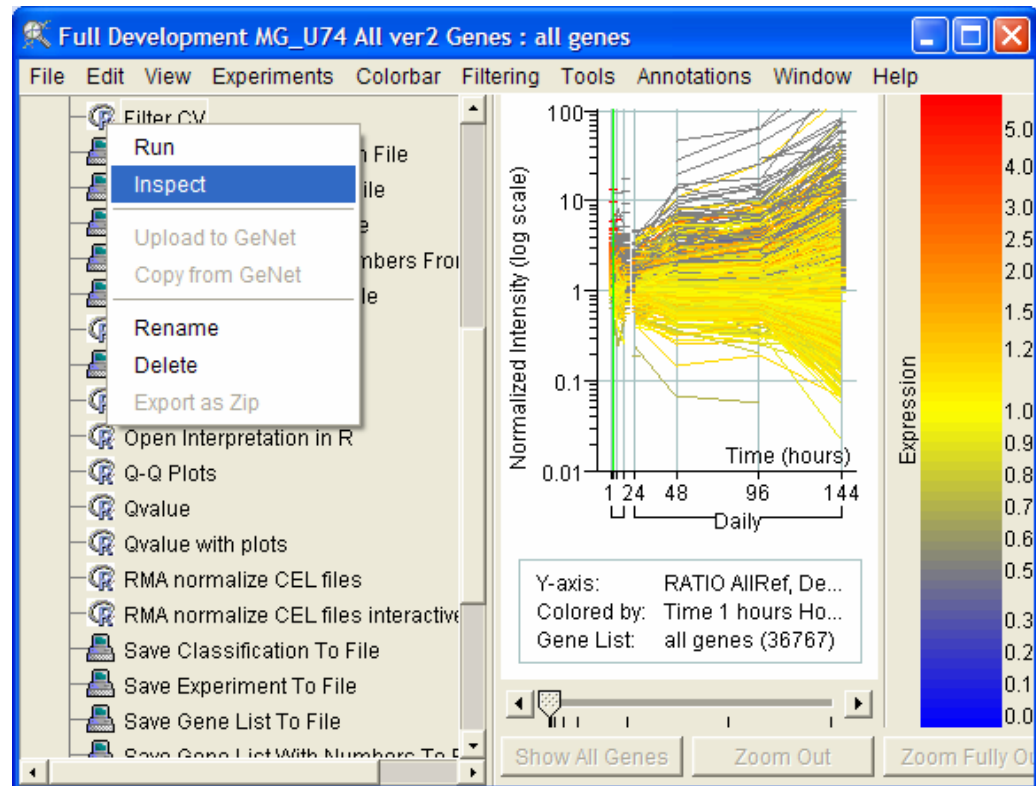 Full Development MG_U74 All ver2 Genes : all genes
File Edit View Experiments Colorbar Filtering Tools Annotations Window Help
Filter CV
Run
Inspect
Upload to GeNet
Copy from GeNet
Rename
Delete
Export as Zip
File
Open Interpretation in R
Q-Q Plots
Qvalue
Qvalue with plots
RMA normalize CEL files
RMA normalize CEL files interactive
Save Classification To File
Save Experiment To File
Save Gene List To File
Save Gene List With Numbers To F
Normalized Intensity (log scale)
100
10
1
0.1
0.01
Time (hours)
1 24 48 96 144
Daily
Y-axis: RATIO AllRef, De...
Colored by: Time 1 hours Ho...
Gene List: all genes (36767)
Show All Genes Zoom Out Zoom Fully Ou
Expression
5.0
4.0
3.0
2.5
2.0
1.5
1.2
1.0
0.9
0.8
0.7
0.6
0.5
0.3
0.2
0.1
0.0